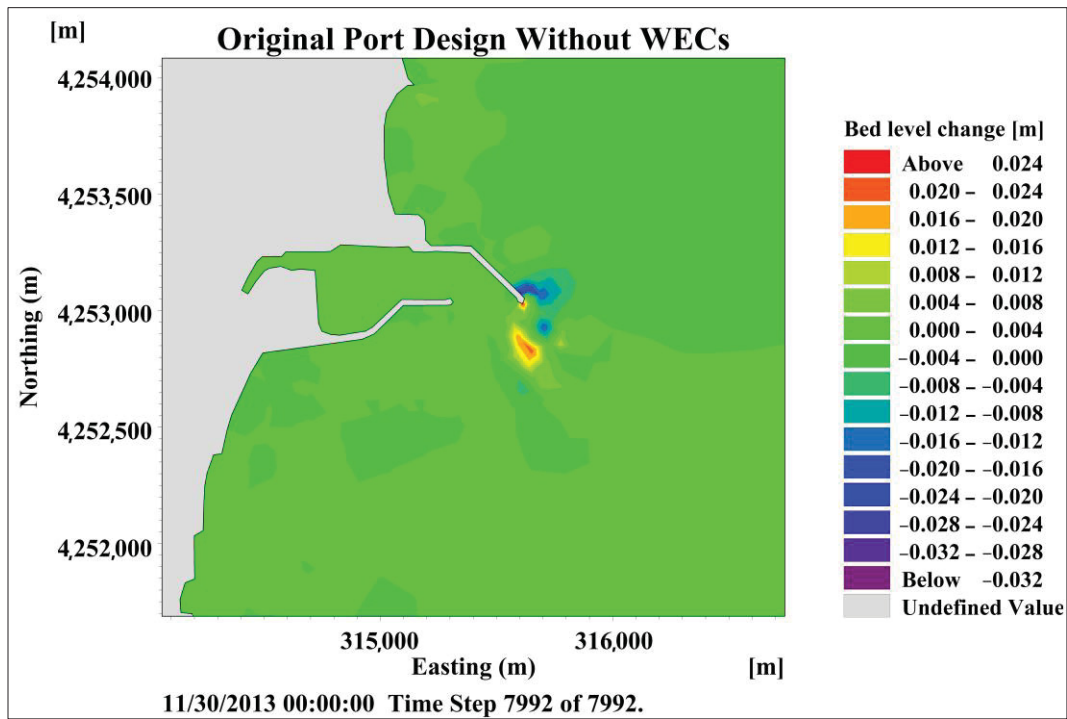 [m]
Original Port Design Without WECs
4,254,000
4,253,500
4,253,000
4,252,500
4,252,000
Northing (m)
315,000
316,000
Easting (m)
[m]
11/30/2013 00:00:00 Time Step 7992 of 7992.
Bed level change [m]
Above 0.024
0.020 – 0.024
0.016 – 0.020
0.012 – 0.016
0.008 – 0.012
0.004 – 0.008
0.000 – 0.004
−0.004 – 0.000
−0.008 – −0.004
−0.012 – −0.008
−0.016 – −0.012
−0.020 – −0.016
−0.024 – −0.020
−0.028 – −0.024
−0.032 – −0.028
Below −0.032
Undefined Value